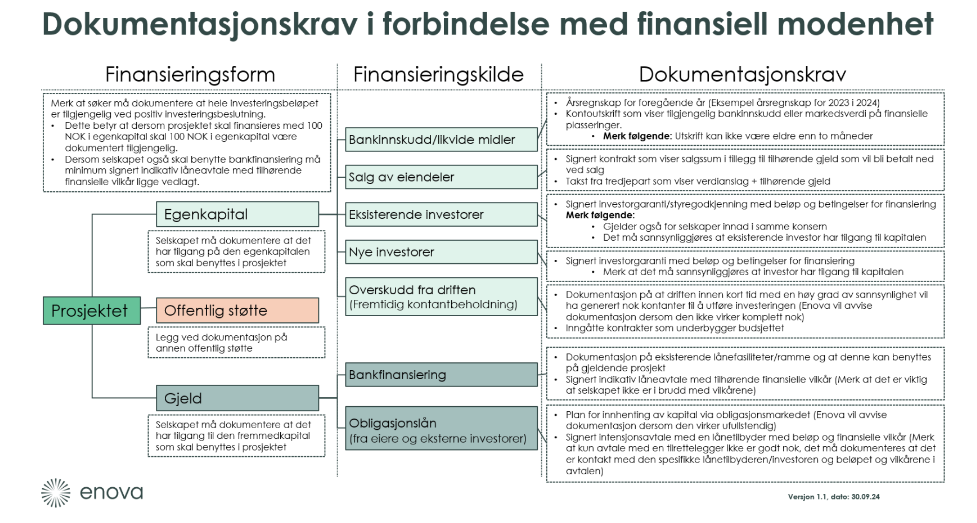 Dokumentasjonskrav i forbindelse med finansiell modenhet
Finansieringsform
Finansieringskilde
Dokumentasjonskrav
Merk at søker må dokumentere at hele investeringsbeløpet
er tilgjengelig ved positiv investeringsbeslutning.
• Dette betyr at dersom prosjektet skal finansieres med 100
NOK i egenkapital skal 100 NOK i egenkapital være
dokumentert tilgjengelig.
• Dersom selskapet også skal benytte bankfinansiering må
minimum signert indikativ låneavtale med tilhørende
finansielle vilkår ligge vedlagt.
Prosjektet
Egenkapital
Selskapet må dokumentere at det
har tilgang på den egenkapitalen
som skal benyttes i prosjektet
Offentlig støtte
Legg ved dokumentasjon på
annen offentlig støtte
Gjeld
Selskapet må dokumentere at det
har tilgang til den fremmedkapital
som skal benyttes i prosjektet
Bankinnskudd/likvide midler
Salg av eiendeler
Eksisterende investorer
Nye investorer
Overskudd fra driften
(Fremtidig kontantbeholdning)
Bankfinansiering
Obligasjonslån
(fra eiere og eksterne investorer)
• Årsregnskap for foregående år (Eksempel årsregnskap for 2023 i 2024)
• Kontoutskrift som viser tilgjengelig bankinnskudd eller markedsverdi på finansielle
plasseringer.
• Merk følgende: Utskrift kan ikke være eldre enn to måneder
• Signert kontrakt som viser salgssum i tillegg til tilhørende gjeld som vil bli betalt ned
ved salg
• Takst fra tredjepart som viser verdianslag + tilhørende gjeld
• Signert investorgaranti/styregodkjenning med beløp og betingelser for finansiering
Merk følgende:
• Gjelder også for selskaper innad i samme konsern
• Det må sannsynliggjøres at eksisterende investor har tilgang til kapitalen
• Signert investorgaranti med beløp og betingelser for finansiering
• Merk at det må sannsynliggjøres at investor har tilgang til kapitalen
• Dokumentasjon på at driften innen kort tid med en høy grad av sannsynlighet vil
ha generert nok kontanter til å utføre investeringen (Enova vil avvise
dokumentasjon dersom den ikke virker komplett nok)
• Inngåtte kontrakter som underbygger budsjettet
• Dokumentasjon på eksisterende lånefasiliteter/ramme og at denne kan benyttes
på gjeldende prosjekt
• Signert indikativ låneavtale med tilhørende finansielle vilkår (Merk at det er viktig
at selskapet ikke er i brudd med vilkårene)
• Plan for innhenting av kapital via obligasjonsmarkedet (Enova vil avvise
dokumentasjon dersom den virker ufullstendig)
• Signert intensjonsavtale med en lånetilbyder med beløp og finansielle vilkår (Merk
at kun avtale med en tilrettelegger ikke er godt nok, det må dokumenteres at det
er kontakt med den spesifikke lånetilbyderen/investoren og beløpet og vilkårene i
avtalen)
enova
Versjon 1.1, dato: 30.09.24